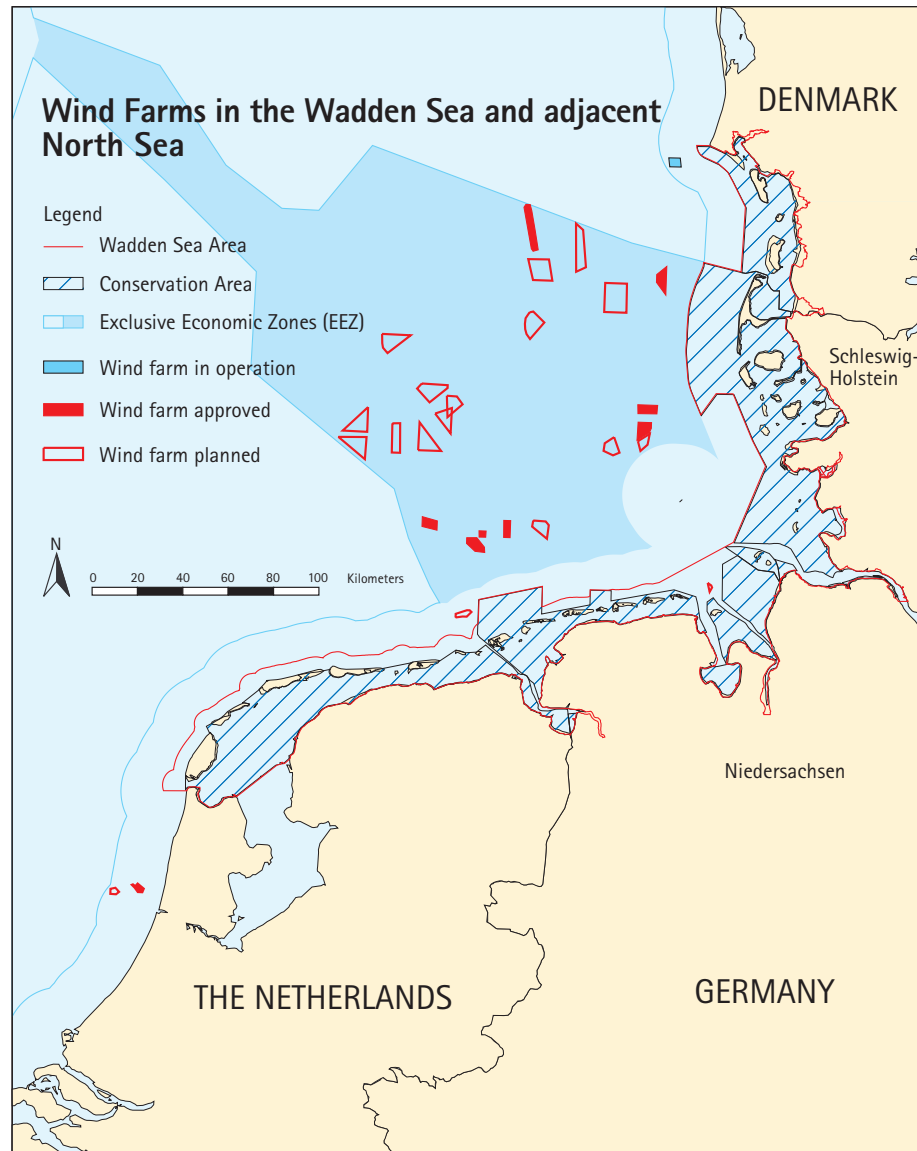 DENMARK
Wind Farms in the Wadden Sea and adjacent
North Sea
Legend
Wadden Sea Area
Conservation Area
Exclusive Economic Zones (EEZ)
Wind farm in operation
Wind farm approved
Wind farm planned
Schleswig-
Holstein
N
0 20 40 60 80 100 Kilometers
Niedersachsen
THE NETHERLANDS
GERMANY